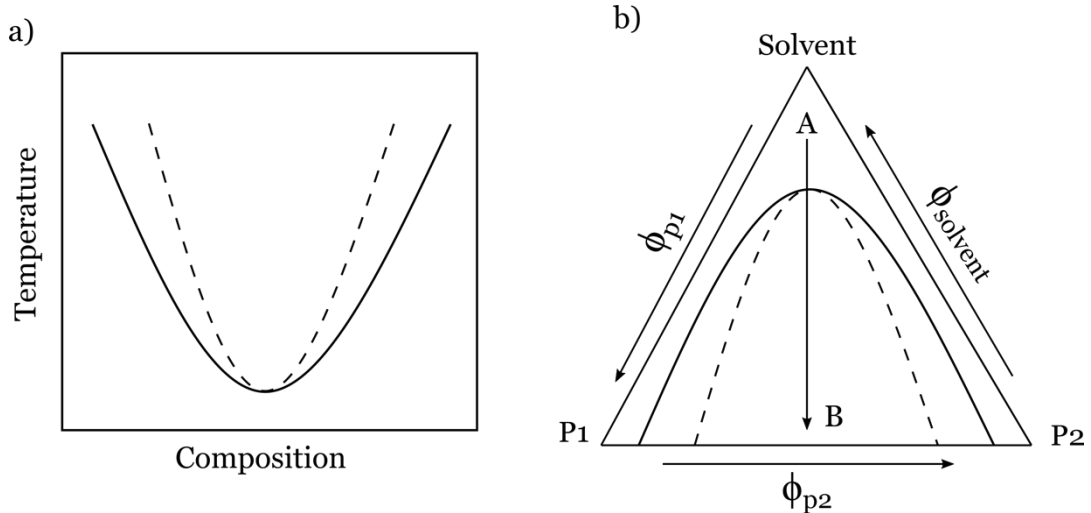 a)
Temperature
Composition
b)
Solvent
A
ϕp1
ϕsolvent
B
P1
P2
ϕp2